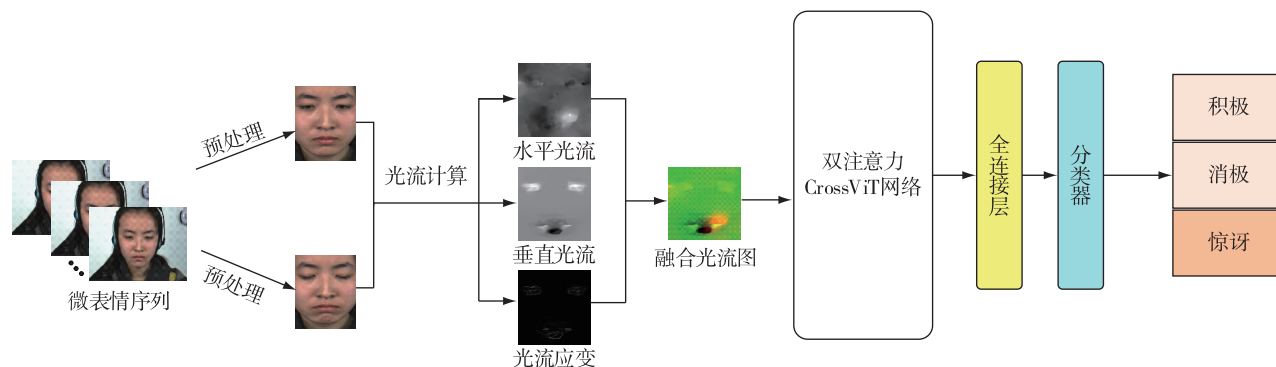 微表情序列
预处理
预处理
光流计算
水平光流
垂直光流
光流应变
融合光流图
双注意力
CrossViT网络
全连接层
分类器
积极
消极
惊讶